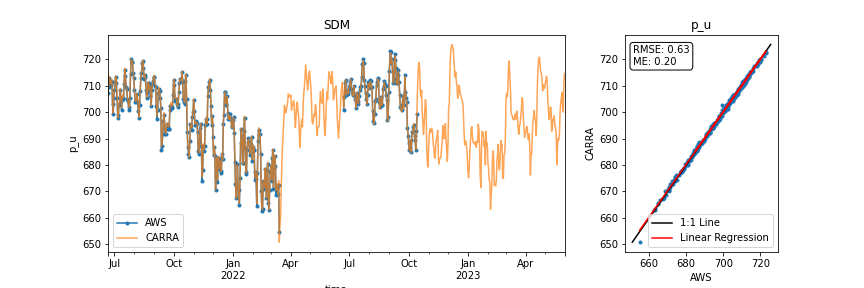 SDM
p_u
720
710
700
690
680
670
660
650
Jul
Oct
Jan
2022
Apr
Jul
Oct
Jan
2023
Apr
AWS
CARRA
p_u
RMSE: 0.63
ME: 0.20
CARRA
720
710
700
690
680
670
660
650
660
680
700
720
AWS
1:1 Line
Linear Regression